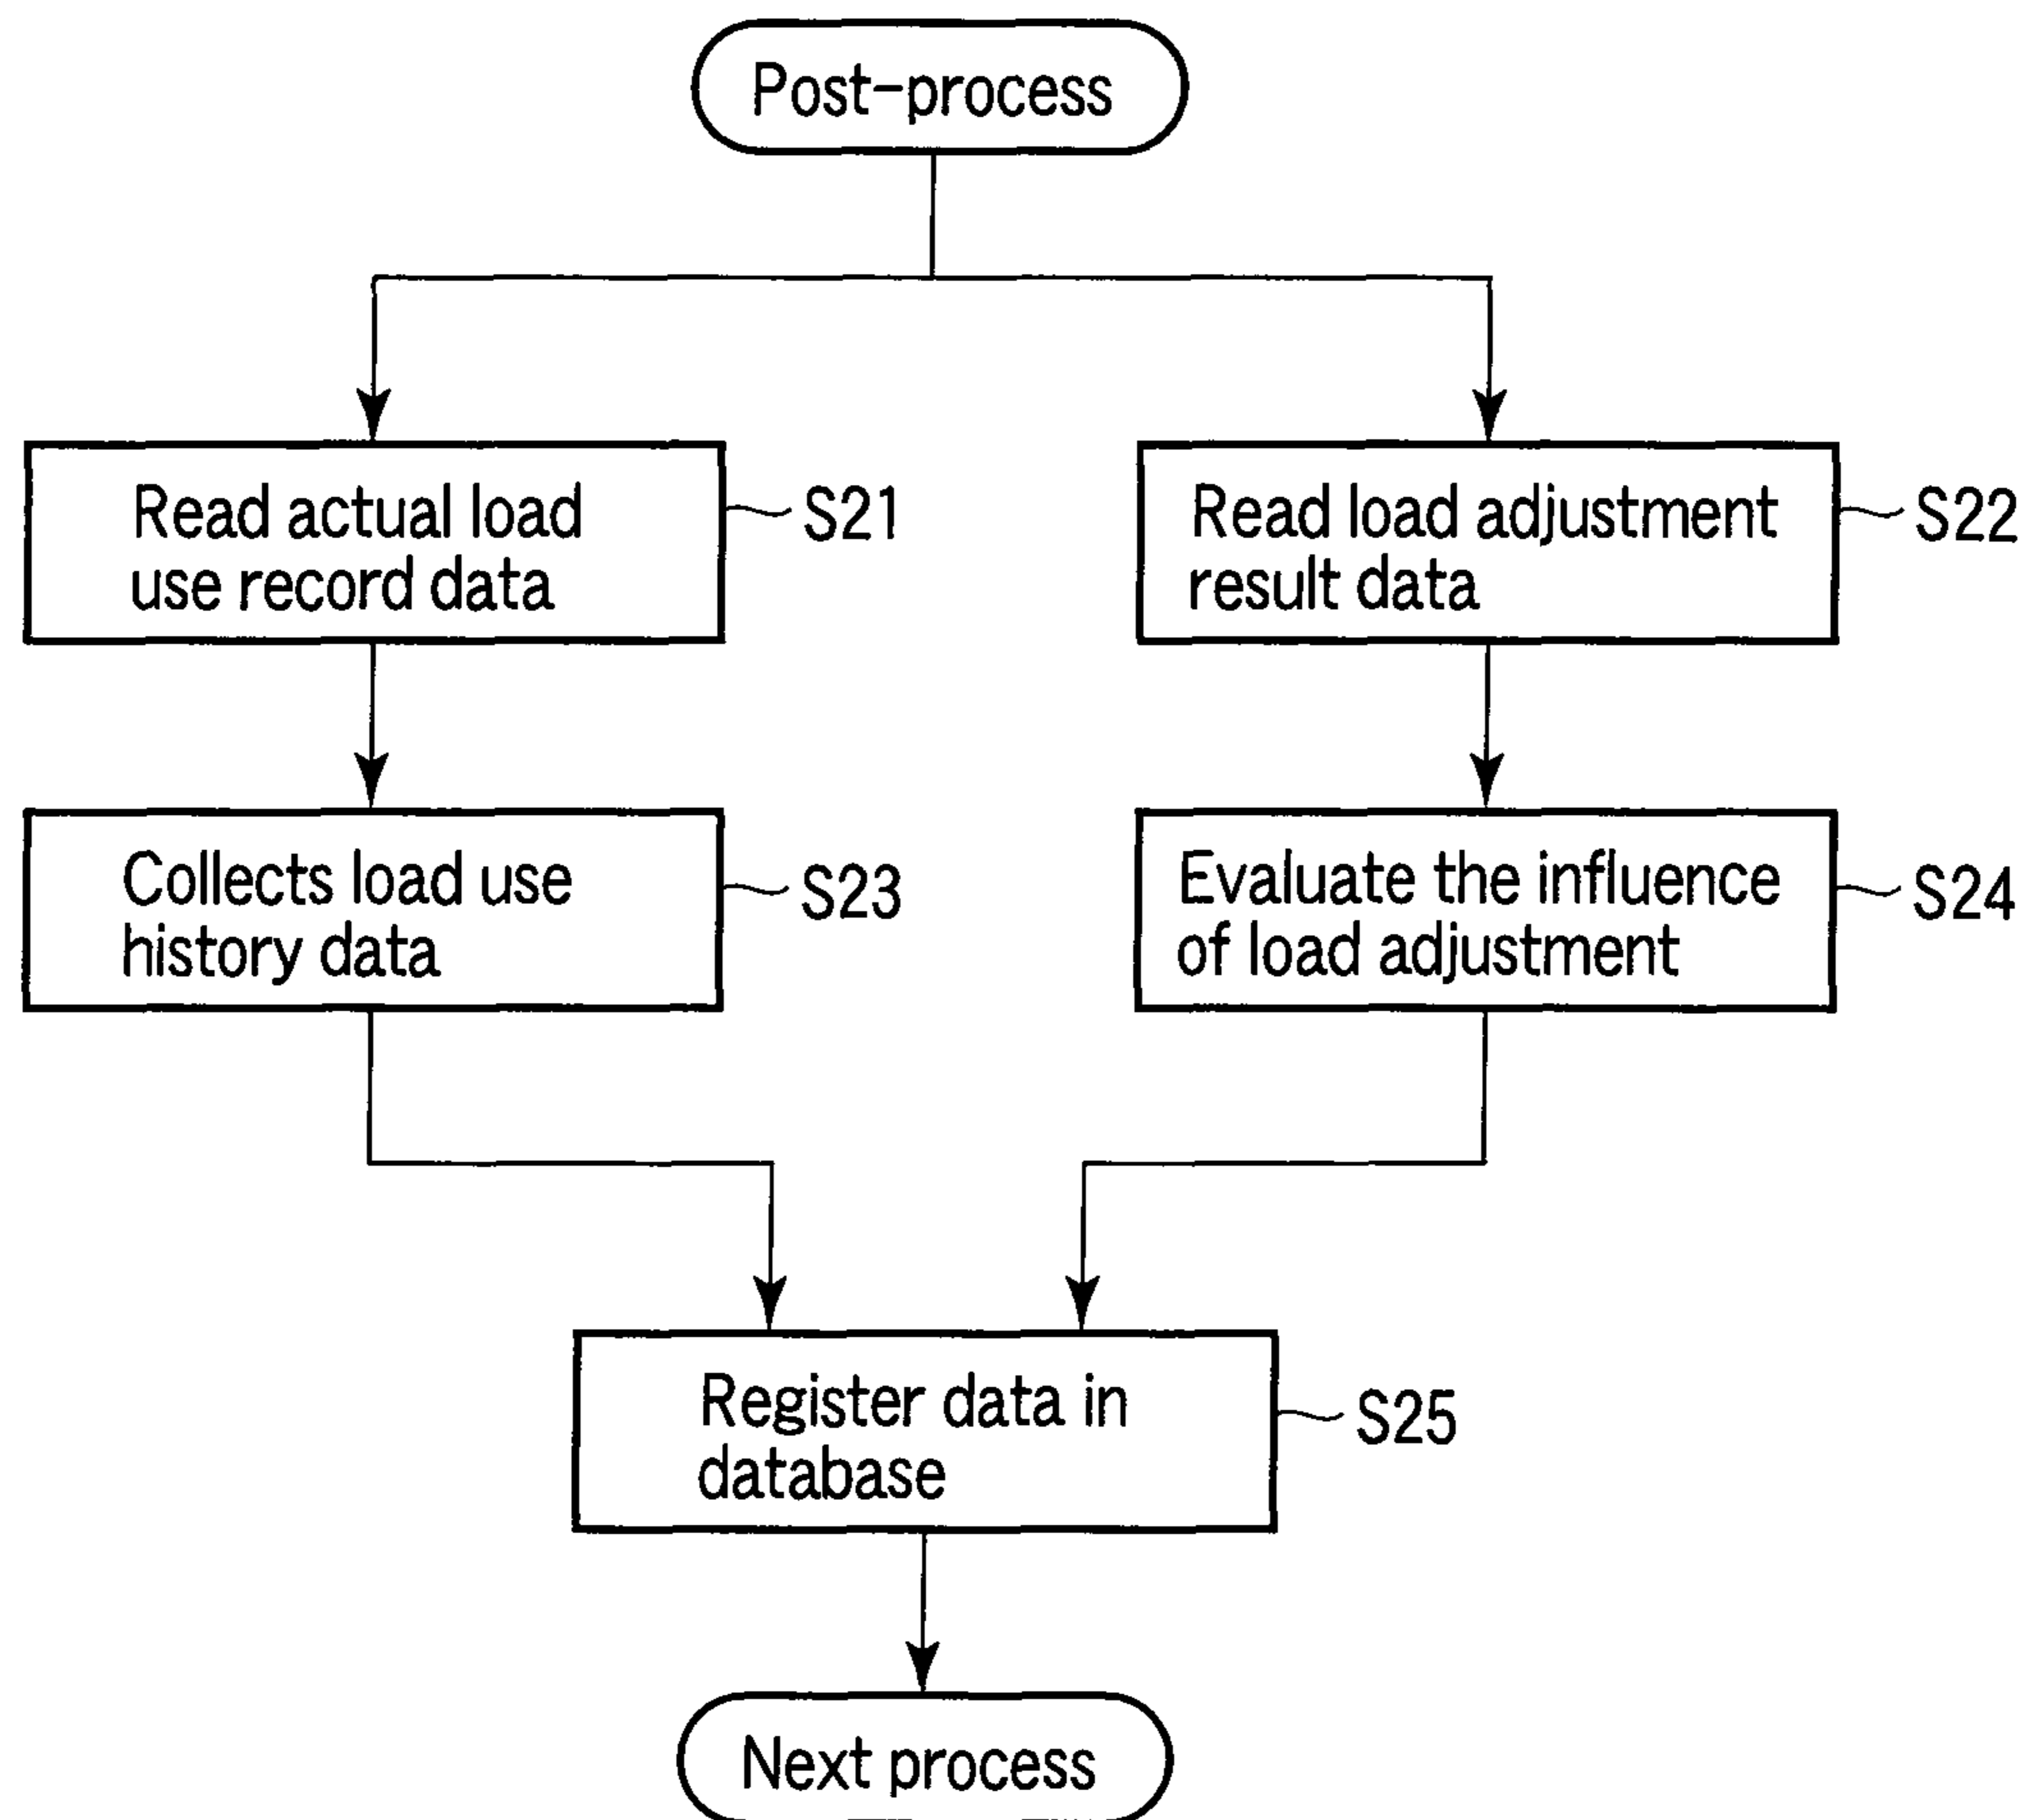 Post-process
Read actual load
use record data
S21
Read load adjustment
result data
S22
Collects load use
history data
S23
Evaluate the influence
of load adjustment
S24
Register data in
database
S25
Next process